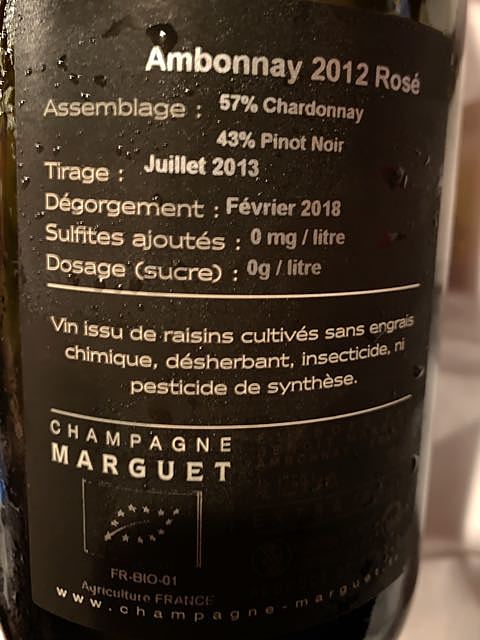 Ambonnay 2012 Rosé
Assemblage : 57% Chardonnay
43% Pinot Noir
Tirage : Juillet 2013
Dégorgement : Février 2018
Sulfites ajoutés : 0 mg / litre
Dosage (sucre) : 0g / litre
Vin issu de raisins cultivés sans engrais
chimique, désherbant, insecticide, ni
pesticide de synthèse.
CHAMPAGNE
MARGUET
FR-BIO-01
Agriculture FRANCE
www.champagne-marguet.fr